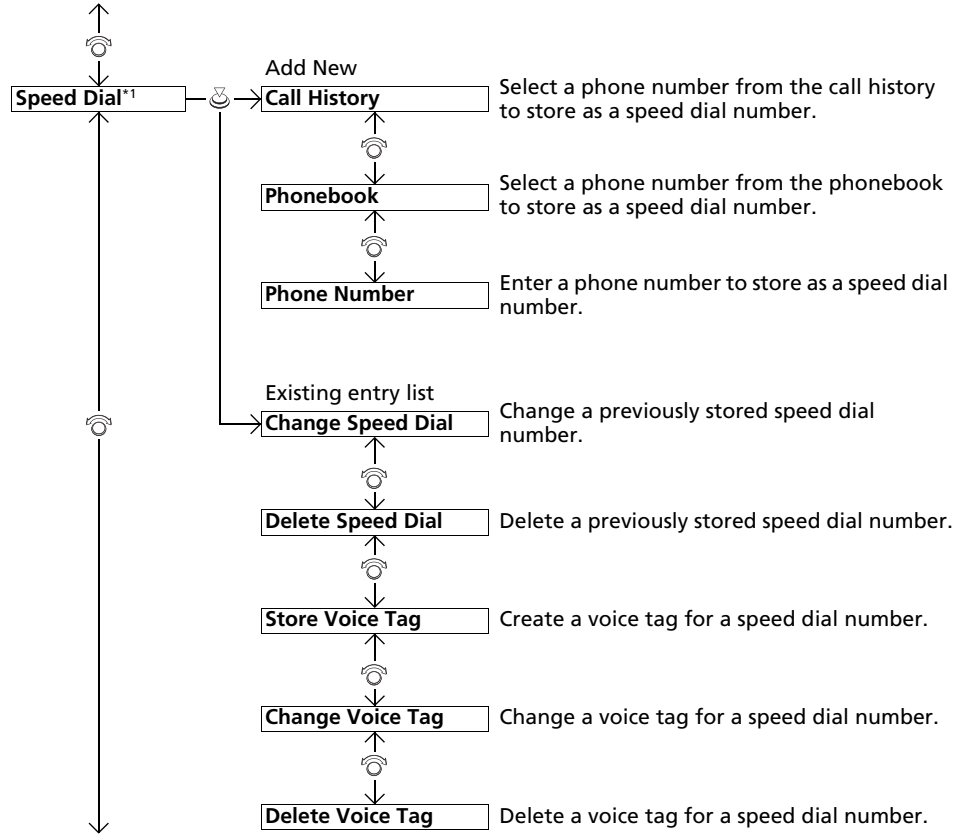 Add New
Speed Dial*1
Call History
Select a phone number from the call history
to store as a speed dial number.
Phonebook
Select a phone number from the phonebook
to store as a speed dial number.
Phone Number
Enter a phone number to store as a speed dial
number.
Existing entry list
Change Speed Dial
Change a previously stored speed dial
number.
Delete Speed Dial
Delete a previously stored speed dial number.
Store Voice Tag
Create a voice tag for a speed dial number.
Change Voice Tag
Change a voice tag for a speed dial number.
Delete Voice Tag
Delete a voice tag for a speed dial number.